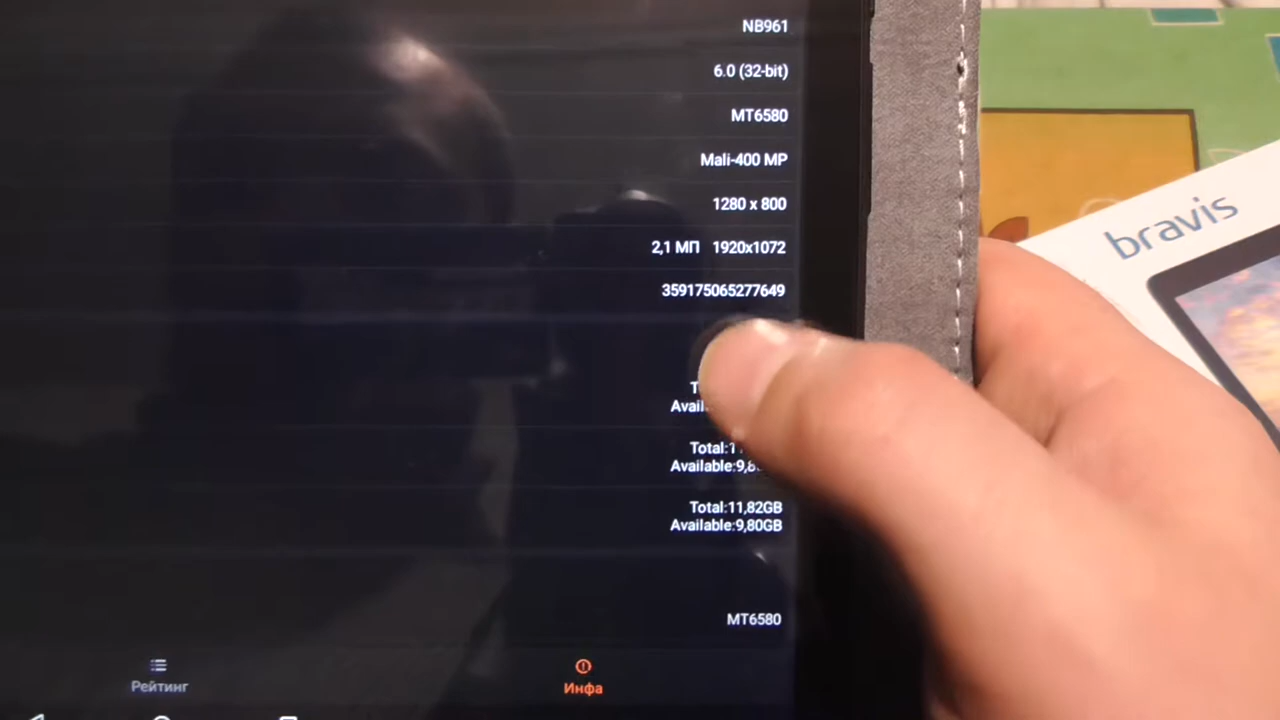 NB961
6.0 (32-bit)
MT6580
Mali-400 MP
1280 x 800
2,1 МП 1920x1072
359175065277649
bravis
Total:11,82GB
Available:9,80GB
MT6580
Рейтинг
Инфа